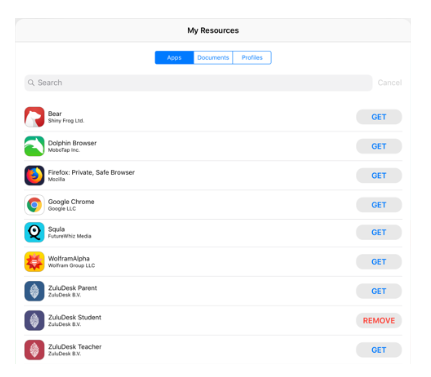 My Resources
Apps Documents Profiles
Search Cancel
Bear
Shiny Frog Ltd.
GET
Dolphin Browser
MoboTap Inc.
GET
Firefox: Private, Safe Browser
Mozilla
GET
Google Chrome
Google LLC
GET
Squla
FutureWhiz Media
GET
WolframAlpha
Wolfram Group LLC
GET
ZuluDesk Parent
ZuluDesk B.V.
GET
ZuluDesk Student
ZuluDesk B.V.
REMOVE
ZuluDesk Teacher
ZuluDesk B.V.
GET